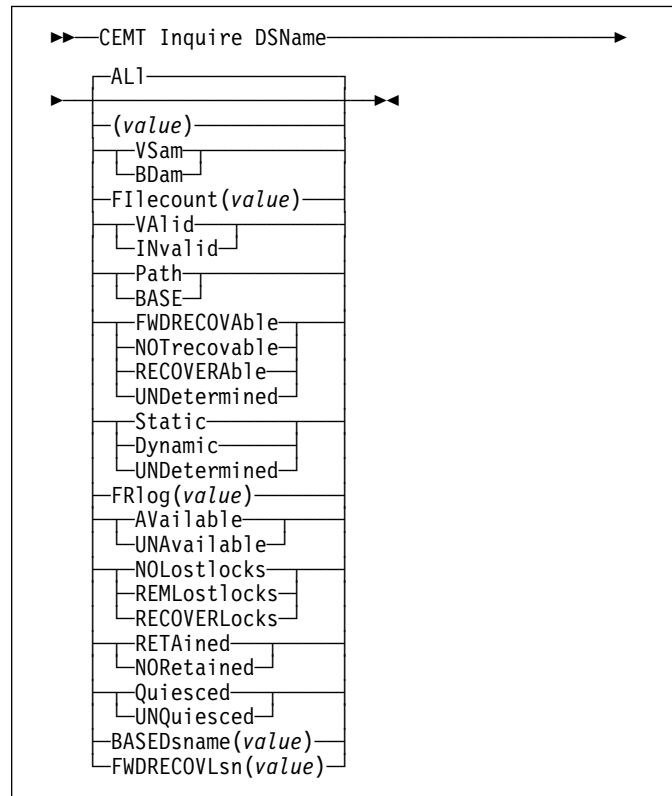 CEMT Inquire DSName
ALl
(value)
VSam
BDam
FIlecount(value)
VAlid
INvalid
Path
BASE
FWDRECOVAble
NOTrecovable
RECOVERAble
UNDetermined
Static
Dynamic
UNDetermined
FRlog(value)
AVailable
UNAvailable
NOLostlocks
REMLostlocks
RECOVERLocks
RETAined
NORetained
Quiesced
UNQuiesced
BASEDsname(value)
FWDRECOVLsn(value)